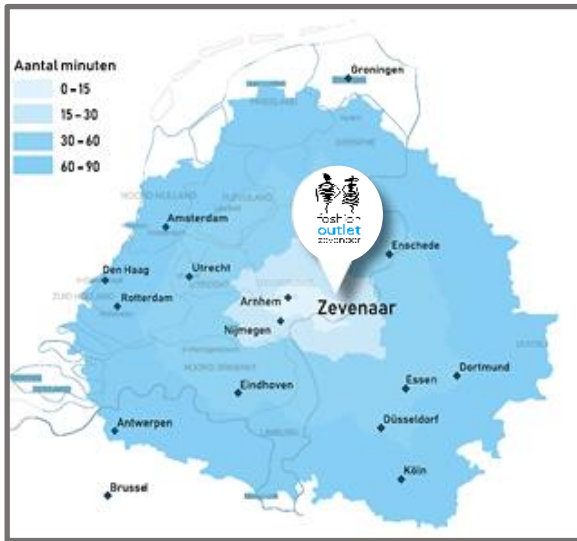 Aantal minuten
0-15
15-30
30-60
60-90
Groningen
fashion
outlet
zevenaar
Amsterdam
Enschede
Den Haag
Utrecht
Rotterdam
Arnhem
Zevenaar
Nijmegen
Dortmund
Essen
Eindhoven
Düsseldorf
Antwerpen
Köln
Brussel